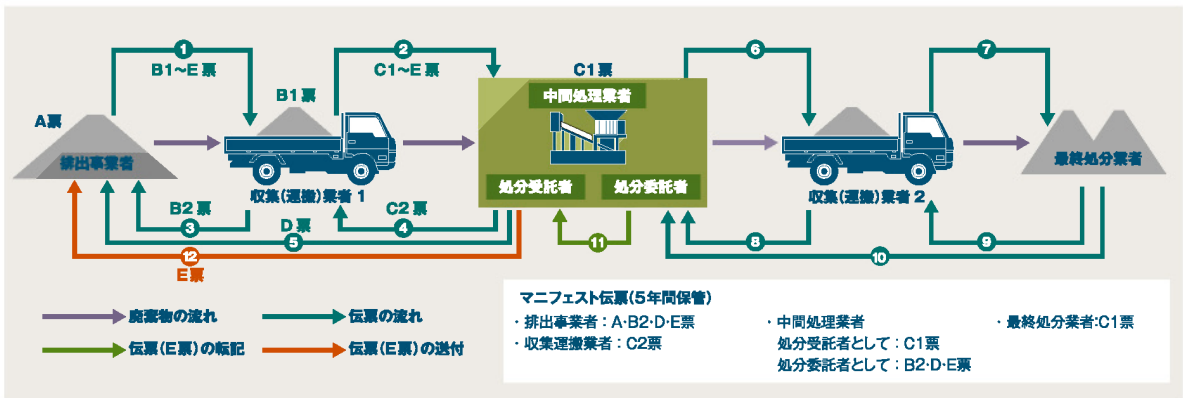 1
B1～E票
2
C1～E票
C1票
6
7
A票
B1票
中間処理業者
排出事業者
収集(運搬)業者 1
処分受託者
処分委託者
収集(運搬)業者 2
最終処分業者
B2票
3
D票
5
C2票
4
11
8
9
10
12
E票
廃棄物の流れ
伝票の流れ
伝票(E票)の転記
伝票(E票)の送付
マニフェスト伝票(5年間保管)
・排出事業者：A・B2・D・E票
・収集運搬業者：C2票
・中間処理業者
処分受託者として：C1票
処分委託者として：B2・D・E票
・最終処分業者:C1票